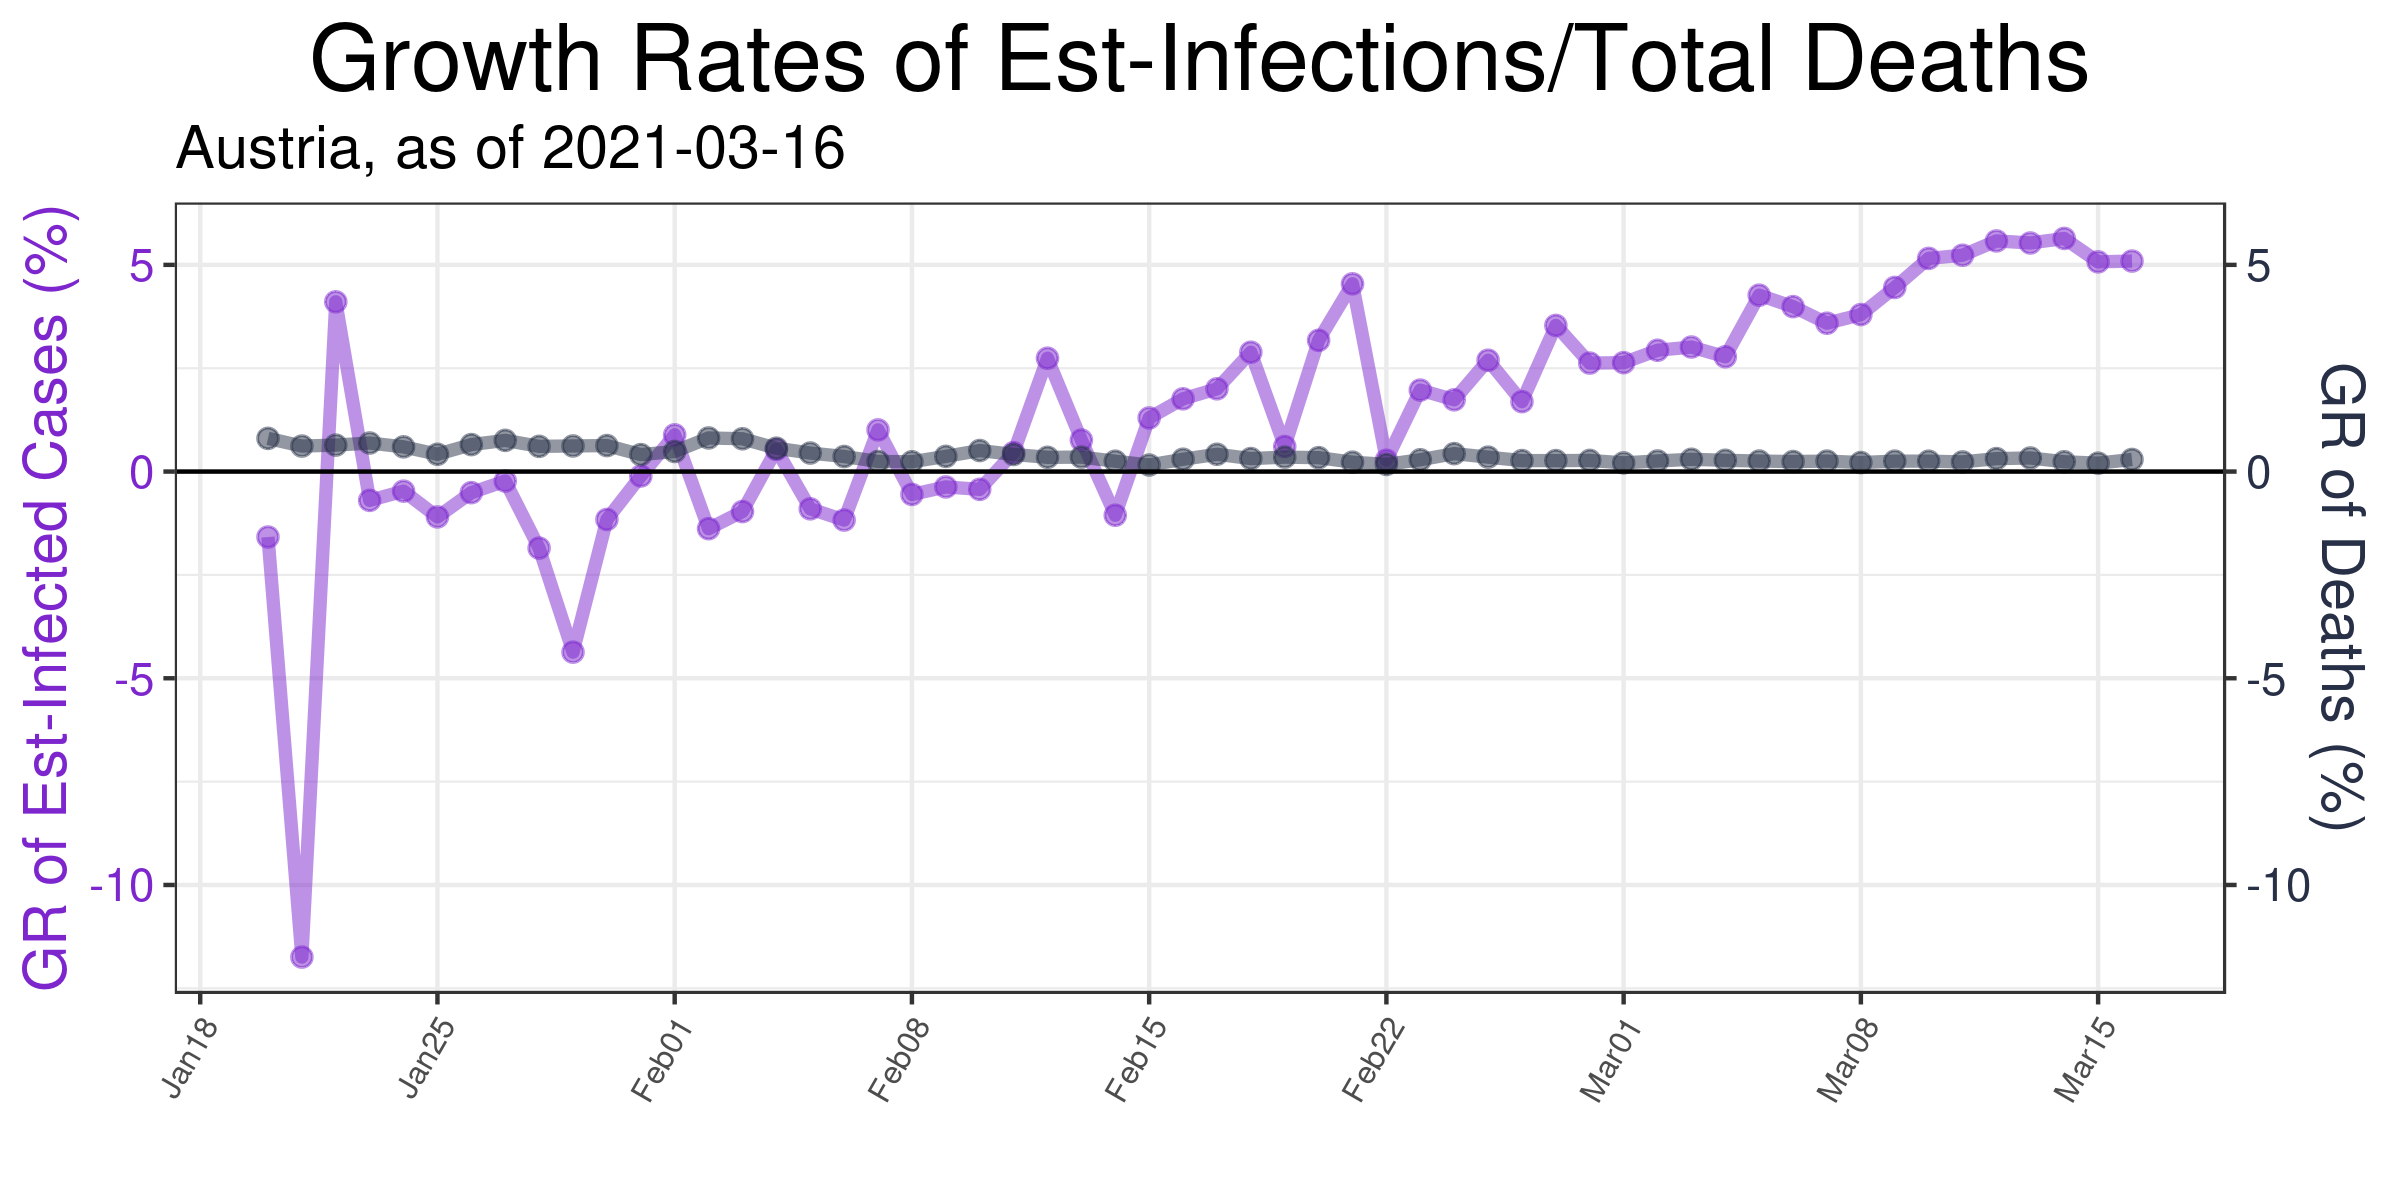 Growth Rates of Est-Infections/Total Deaths
Austria, as of 2021-03-16
GR of Est-Infected Cases (%)
5
0
-5
-10
5
0
-5
-10
GR of Deaths (%)
Jan18
Jan25
Feb01
Feb08
Feb15
Feb22
Mar01
Mar08
Mar15